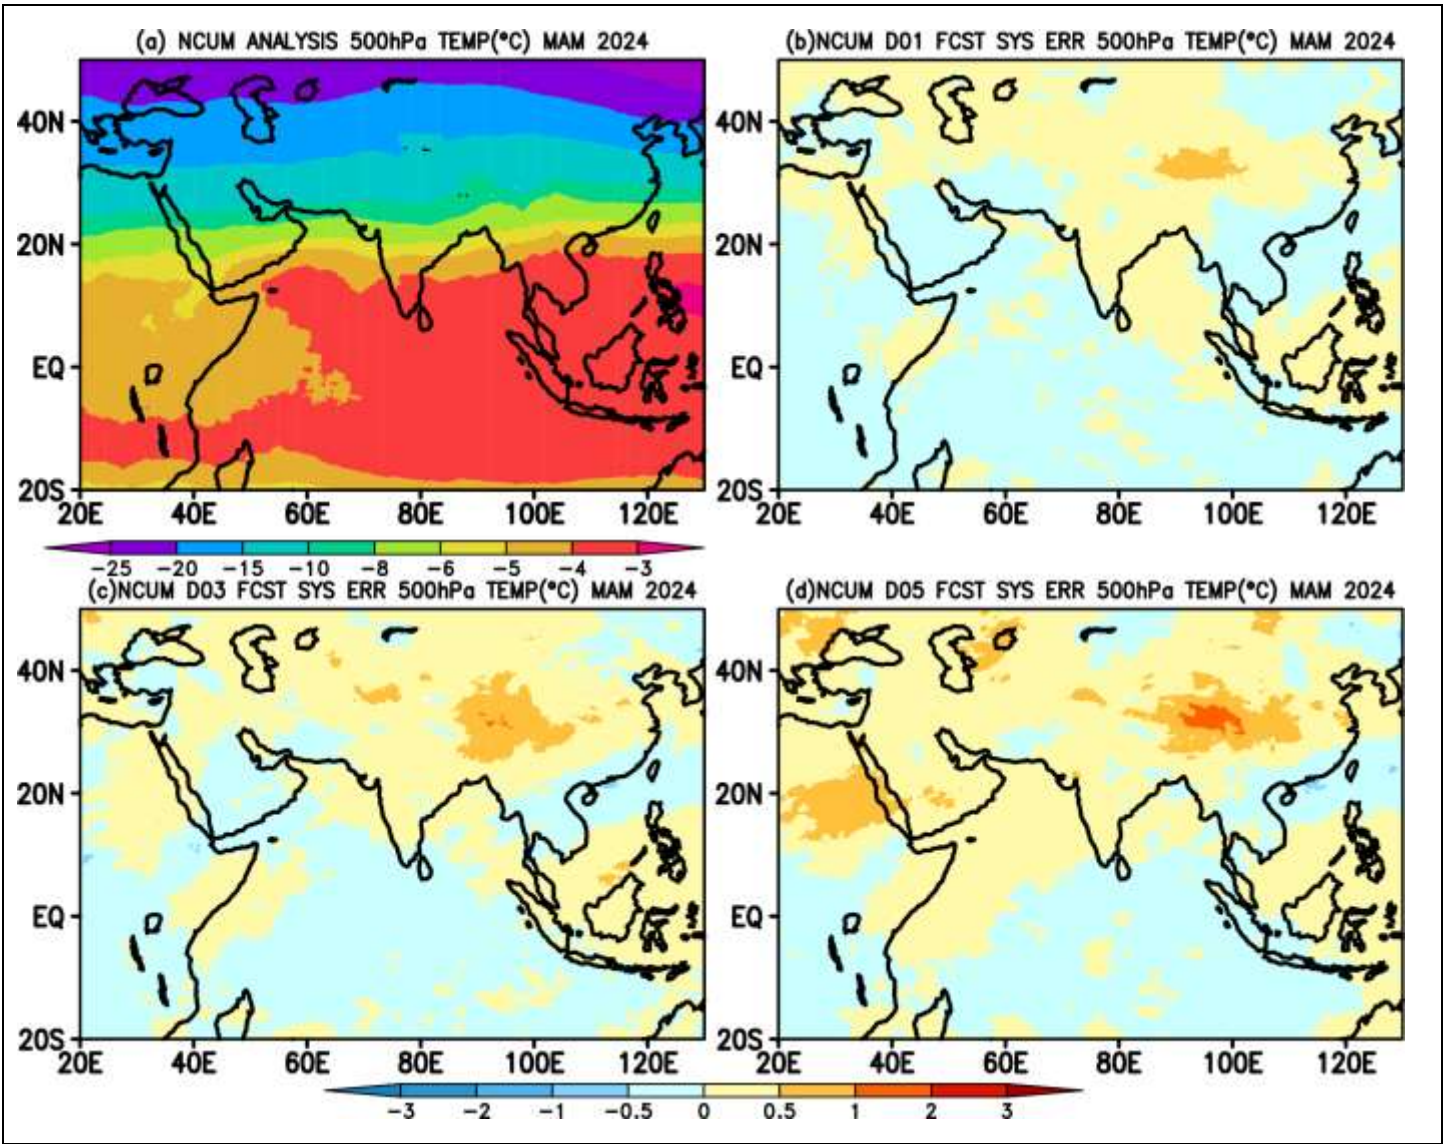 (a) NCUM ANALYSIS 500hPa TEMP(°C) MAM 2024
40N
20N
EQ
20S
20E 40E 60E 80E 100E 120E
-25 -20 -15 -10 -8 -6 -5 -4 -3
(b)NCUM D01 FCST SYS ERR 500hPa TEMP(°C) MAM 2024
40N
20N
EQ
20S
20E 40E 60E 80E 100E 120E
(c)NCUM D03 FCST SYS ERR 500hPa TEMP(°C) MAM 2024
40N
20N
EQ
20S
20E 40E 60E 80E 100E 120E
(d)NCUM D05 FCST SYS ERR 500hPa TEMP(°C) MAM 2024
40N
20N
EQ
20S
20E 40E 60E 80E 100E 120E
-3 -2 -1 -0.5 0 0.5 1 2 3